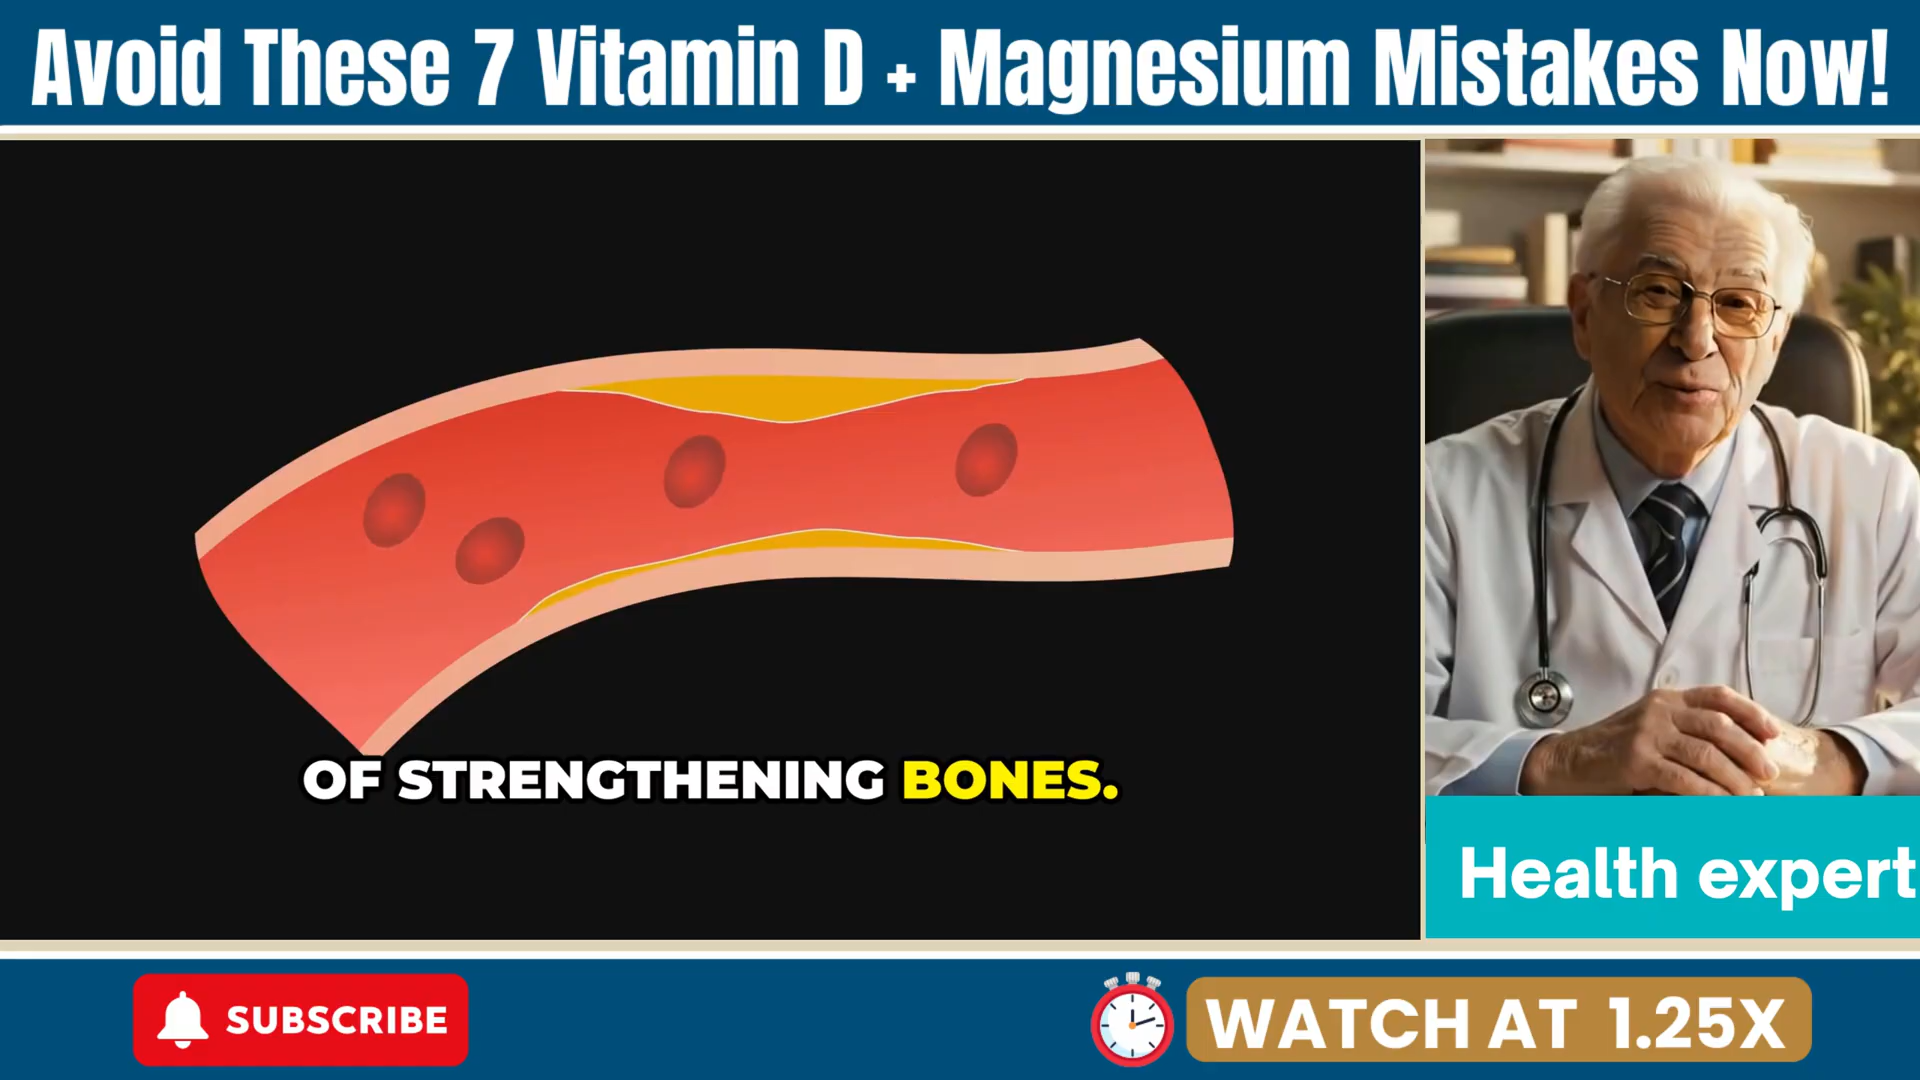 Avoid These 7 Vitamin D + Magnesium Mistakes Now!
OF STRENGTHENING BONES.
Health expert
SUBSCRIBE
WATCH AT 1.25X